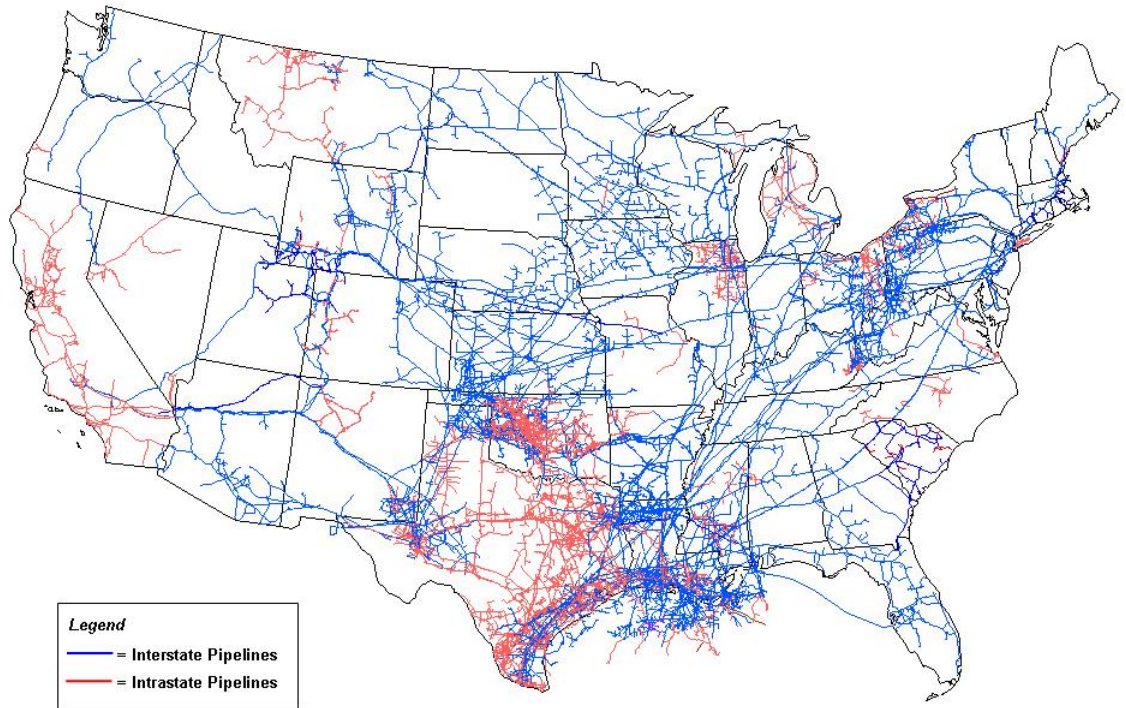 Legend
= Interstate Pipelines
= Intrastate Pipelines